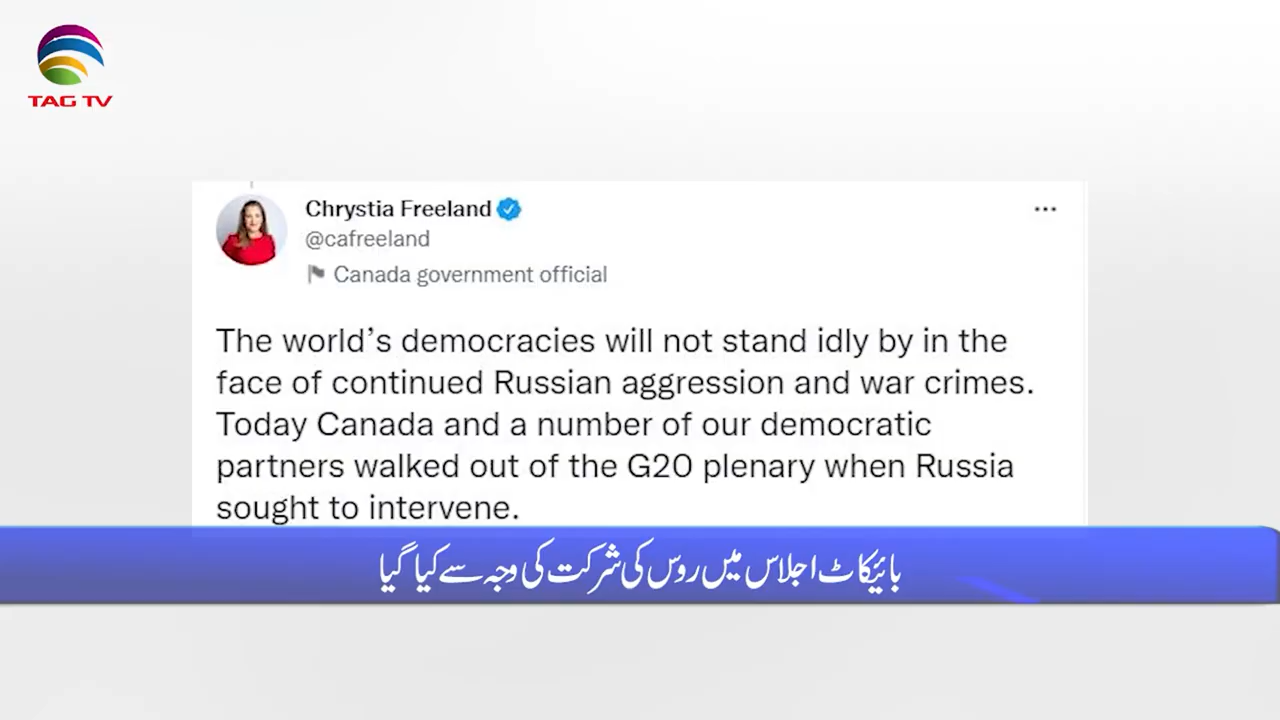 TAG TV
Chrystia Freeland
@cafreeland
Canada government official
The world’s democracies will not stand idly by in the
face of continued Russian aggression and war crimes.
Today Canada and a number of our democratic
partners walked out of the G20 plenary when Russia
sought to intervene.
بائیکاٹ اجلاس میں روس کی شرکت کی وجہ سے کیا گیا